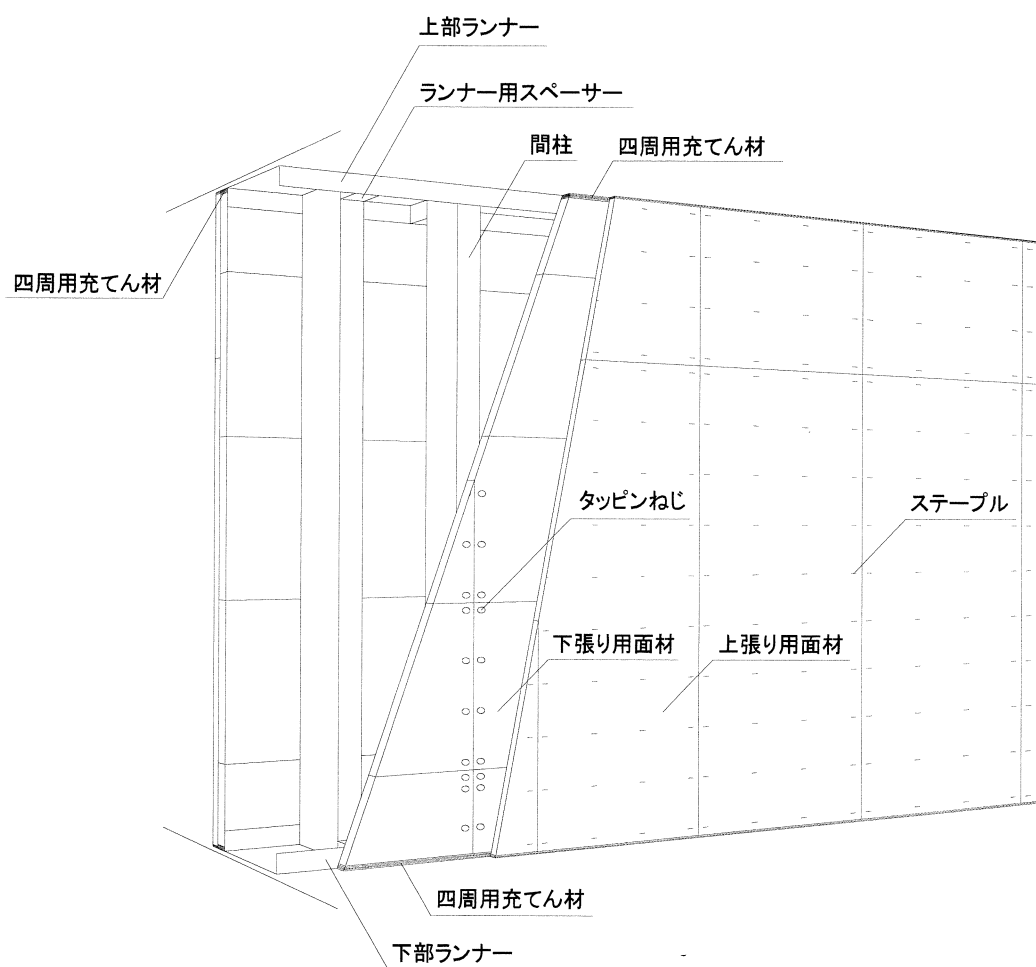 上部ランナー
ランナー用スペーサー
間柱
四周用充てん材
四周用充てん材
タッピンねじ
ステープル
下張り用面材
上張り用面材
四周用充てん材
下部ランナー